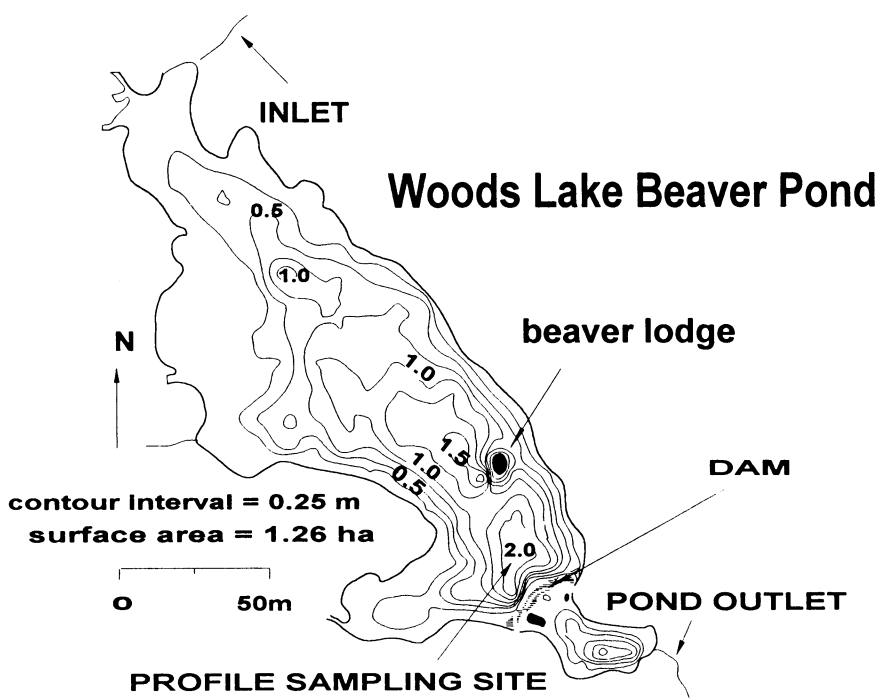 INLET
Woods Lake Beaver Pond
0.5
1.0
beaver lodge
N
1.0
1.5
1.0
0.5
DAM
contour interval = 0.25 m
surface area = 1.26 ha
2.0
0 50m
POND OUTLET
PROFILE SAMPLING SITE